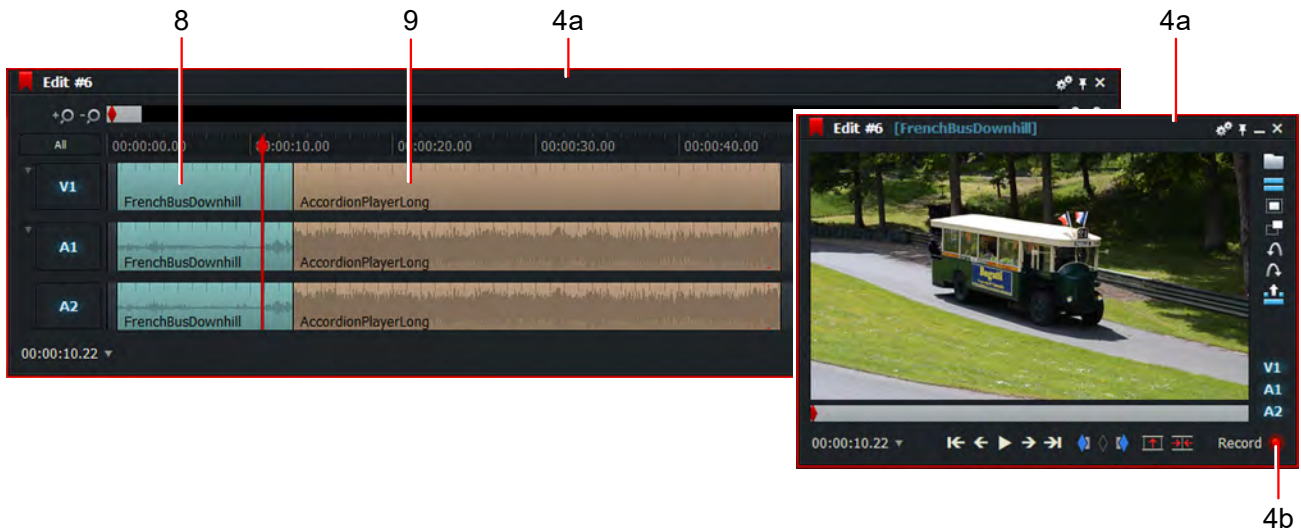 8 9 4a 4a
Edit #6
All 00:00:00.00 00:00:10.00 00:00:20.00 00:00:30.00 00:00:40.00
V1 FrenchBusDownhill AccordionPlayerLong
A1 FrenchBusDownhill AccordionPlayerLong
A2 FrenchBusDownhill AccordionPlayerLong
00:00:10.22
Edit #6 [FrenchBusDownhill]
V1
A1
A2
00:00:10.22 Record
4b